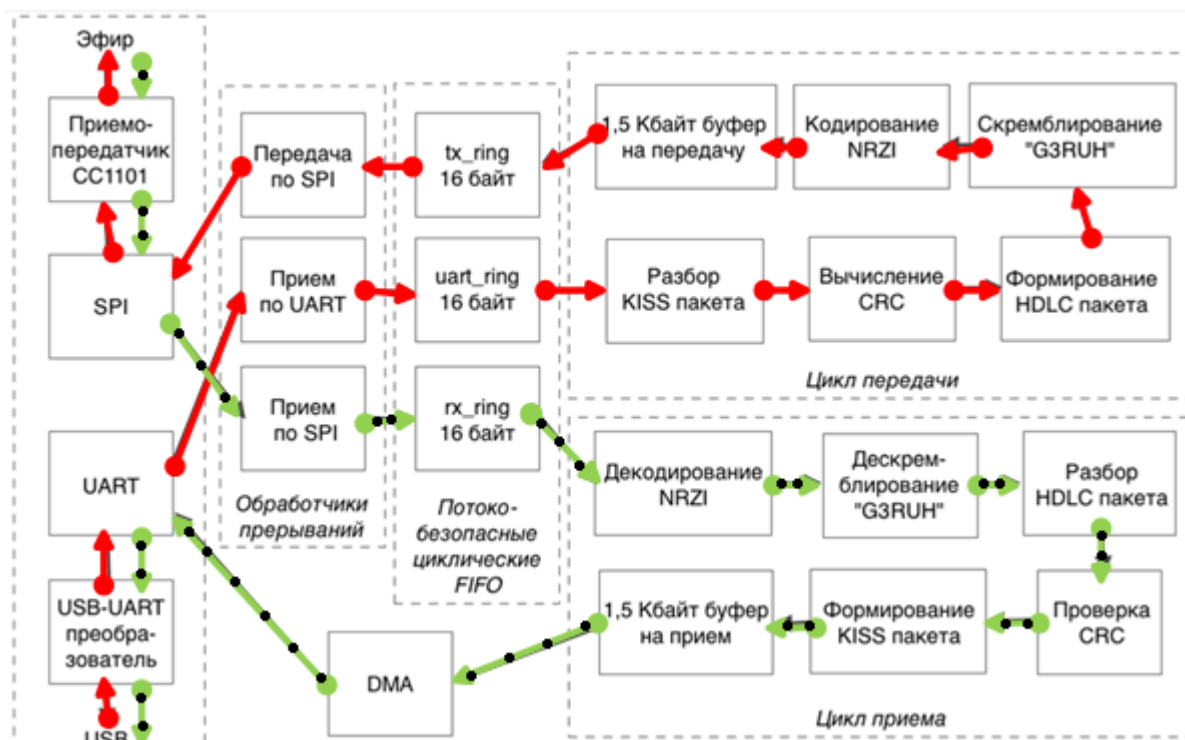 Эфир
Приемо-
передатчик
CC1101
SPI
UART
USB-UART
преобра-
зователь
USB
Передача
по SPI
Прием
по UART
Прием
по SPI
Обработчики
прерываний
tx_ring
16 байт
uart_ring
16 байт
rx_ring
16 байт
Потоко-
безопасные
циклические
FIFO
DMA
1,5 Кбайт буфер
на передачу
Кодирование
NRZI
Скремблирование
"G3RUH"
Разбор
KISS пакета
Вычисление
CRC
Формирование
HDLC пакета
Цикл передачи
Декодирование
NRZI
Дескрем-
блирование
"G3RUH"
Разбор
HDLC пакета
1,5 Кбайт буфер
на прием
Формирование
KISS пакета
Проверка
CRC
Цикл приема